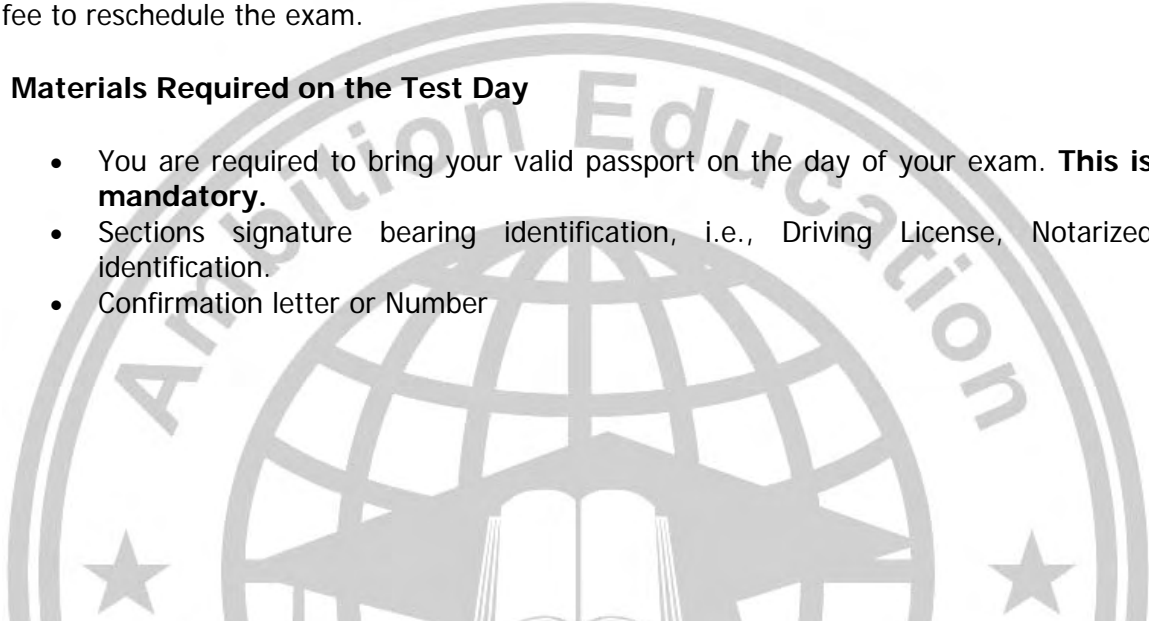 fee to reschedule the exam.
Materials Required on the Test Day
• You are required to bring your valid passport on the day of your exam. This is
mandatory.
• Sections signature bearing identification, i.e., Driving License, Notarized
identification.
• Confirmation letter or Number
Ambition Education